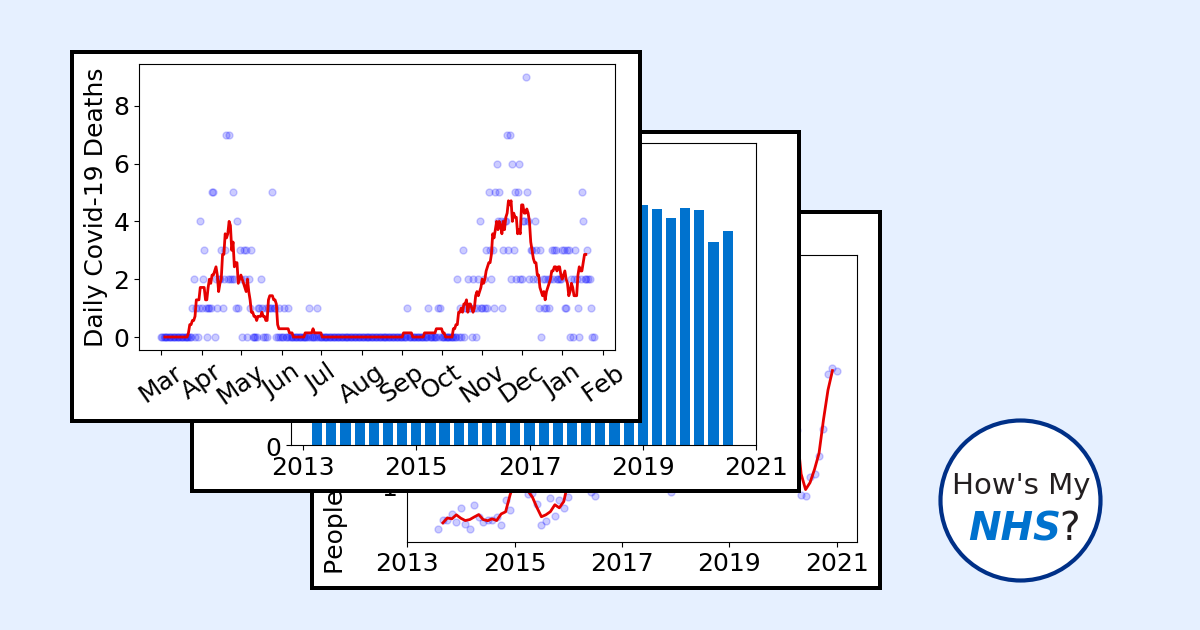 Daily Covid-19 Deaths
8
6
4
2
0
Mar Apr May Jun Jul Aug Sep Oct Nov Dec Jan Feb
0
2013 2015 2017 2019 2021
People
2013 2015 2017 2019 2021
How's My
NHS?